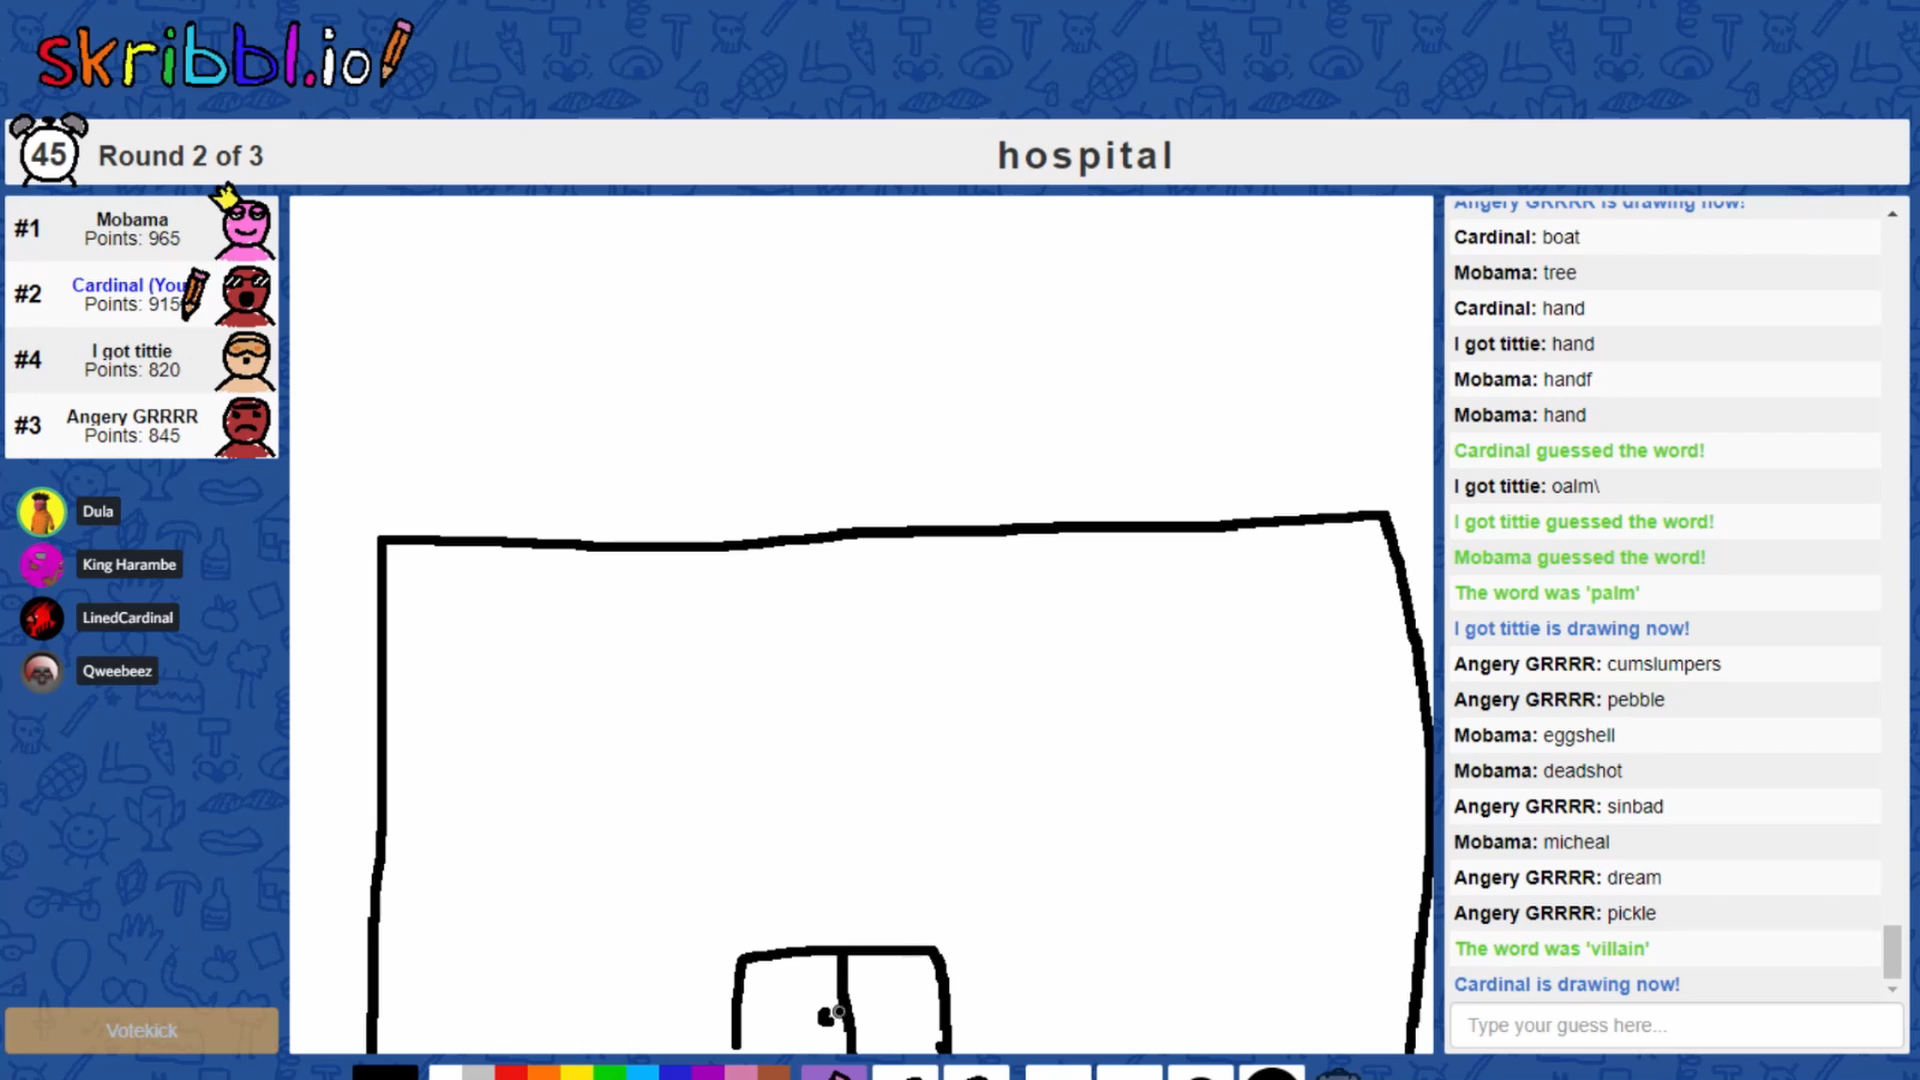 skribbl.io
45
Round 2 of 3
hospital
#1
Mobama
Points: 965
#2
Cardinal (You
Points: 915
#4
I got tittie
Points: 820
#3
Angery GRRRR
Points: 845
Dula
King Harambe
LinedCardinal
Qweebeez
Votekick
Angery GRRRR is drawing now!
Cardinal: boat
Mobama: tree
Cardinal: hand
I got tittie: hand
Mobama: handf
Mobama: hand
Cardinal guessed the word!
I got tittie: oalm\
I got tittie guessed the word!
Mobama guessed the word!
The word was 'palm'
I got tittie is drawing now!
Angery GRRRR: cumslumpers
Angery GRRRR: pebble
Mobama: eggshell
Mobama: deadshot
Angery GRRRR: sinbad
Mobama: micheal
Angery GRRRR: dream
Angery GRRRR: pickle
The word was 'villain'
Cardinal is drawing now!
Type your guess here...